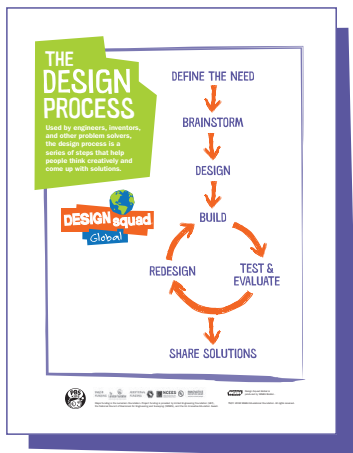 THE
DESIGN
PROCESS
Used by engineers, inventors,
and other problem solvers,
the design process is a
series of steps that help
people think creatively and
come up with solutions.
DESIGN squad
Global
DEFINE THE NEED
BRAINSTORM
DESIGN
BUILD
TEST &
EVALUATE
REDESIGN
SHARE SOLUTIONS
PBS